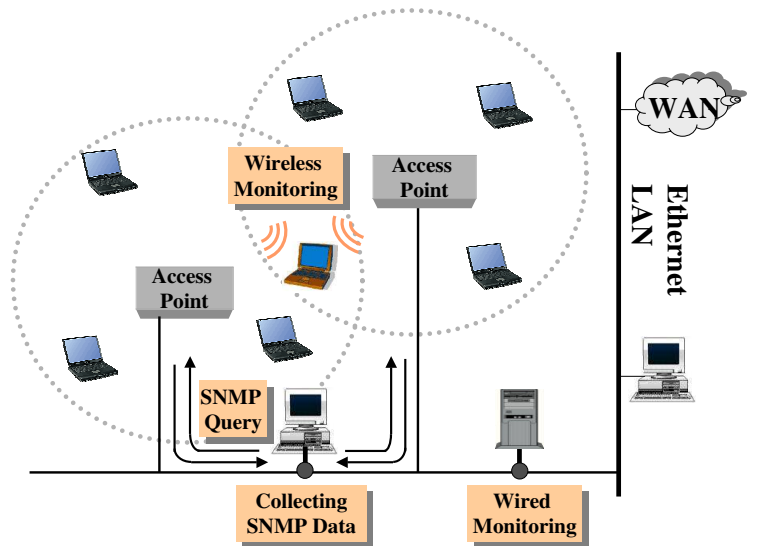 WAN
Wireless
Monitoring
Access
Point
Ethernet
LAN
Access
Point
SNMP
Query
Collecting
SNMP Data
Wired
Monitoring